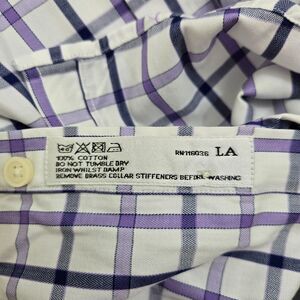 100% COTTON
DO NOT TUMBLE DRY
IRON WHILST DAMP
REMOVE BRASS COLLAR STIFFENERS BEFORE WASHING
RN116036 LA